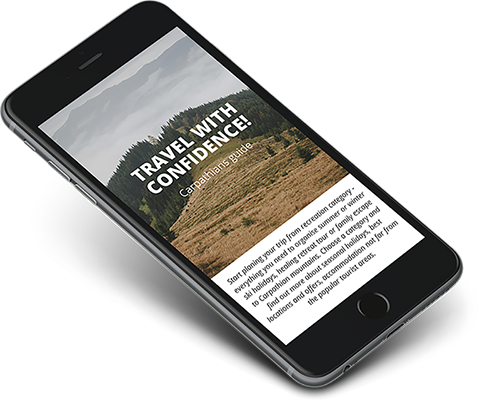 TRAVEL WITH
CONFIDENCE!
Carpathians guide
Start planing your trip from recreation category -
everything you need to organise summer or winter
ski holidays, healing retreat tour or family escape
to Carpathian mountains. Choose a category and
find out more about seasonal holidays, best
locations and offers, accommodation not far from
the popular tourist areas.